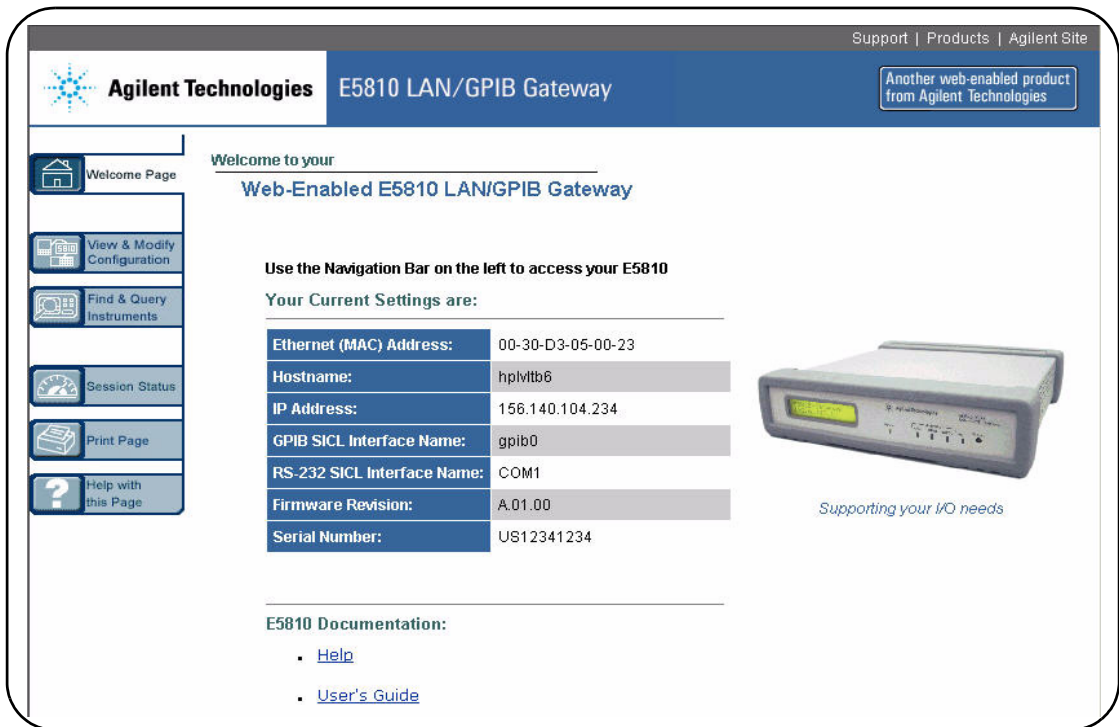 Support | Products | Agilent Site
Agilent Technologies
E5810 LAN/GPIB Gateway
Another web-enabled product
from Agilent Technologies
Welcome Page
View & Modify
Configuration
Find & Query
Instruments
Session Status
Print Page
Help with
this Page
Welcome to your
Web-Enabled E5810 LAN/GPIB Gateway
Use the Navigation Bar on the left to access your E5810
Your Current Settings are:
Ethernet (MAC) Address: 00-30-D3-05-00-23
Hostname: hplvltb6
IP Address: 156.140.104.234
GPIB SICL Interface Name: gpib0
RS-232 SICL Interface Name: COM1
Firmware Revision: A.01.00
Serial Number: US12341234
Supporting your I/O needs
E5810 Documentation:
Help
User's Guide